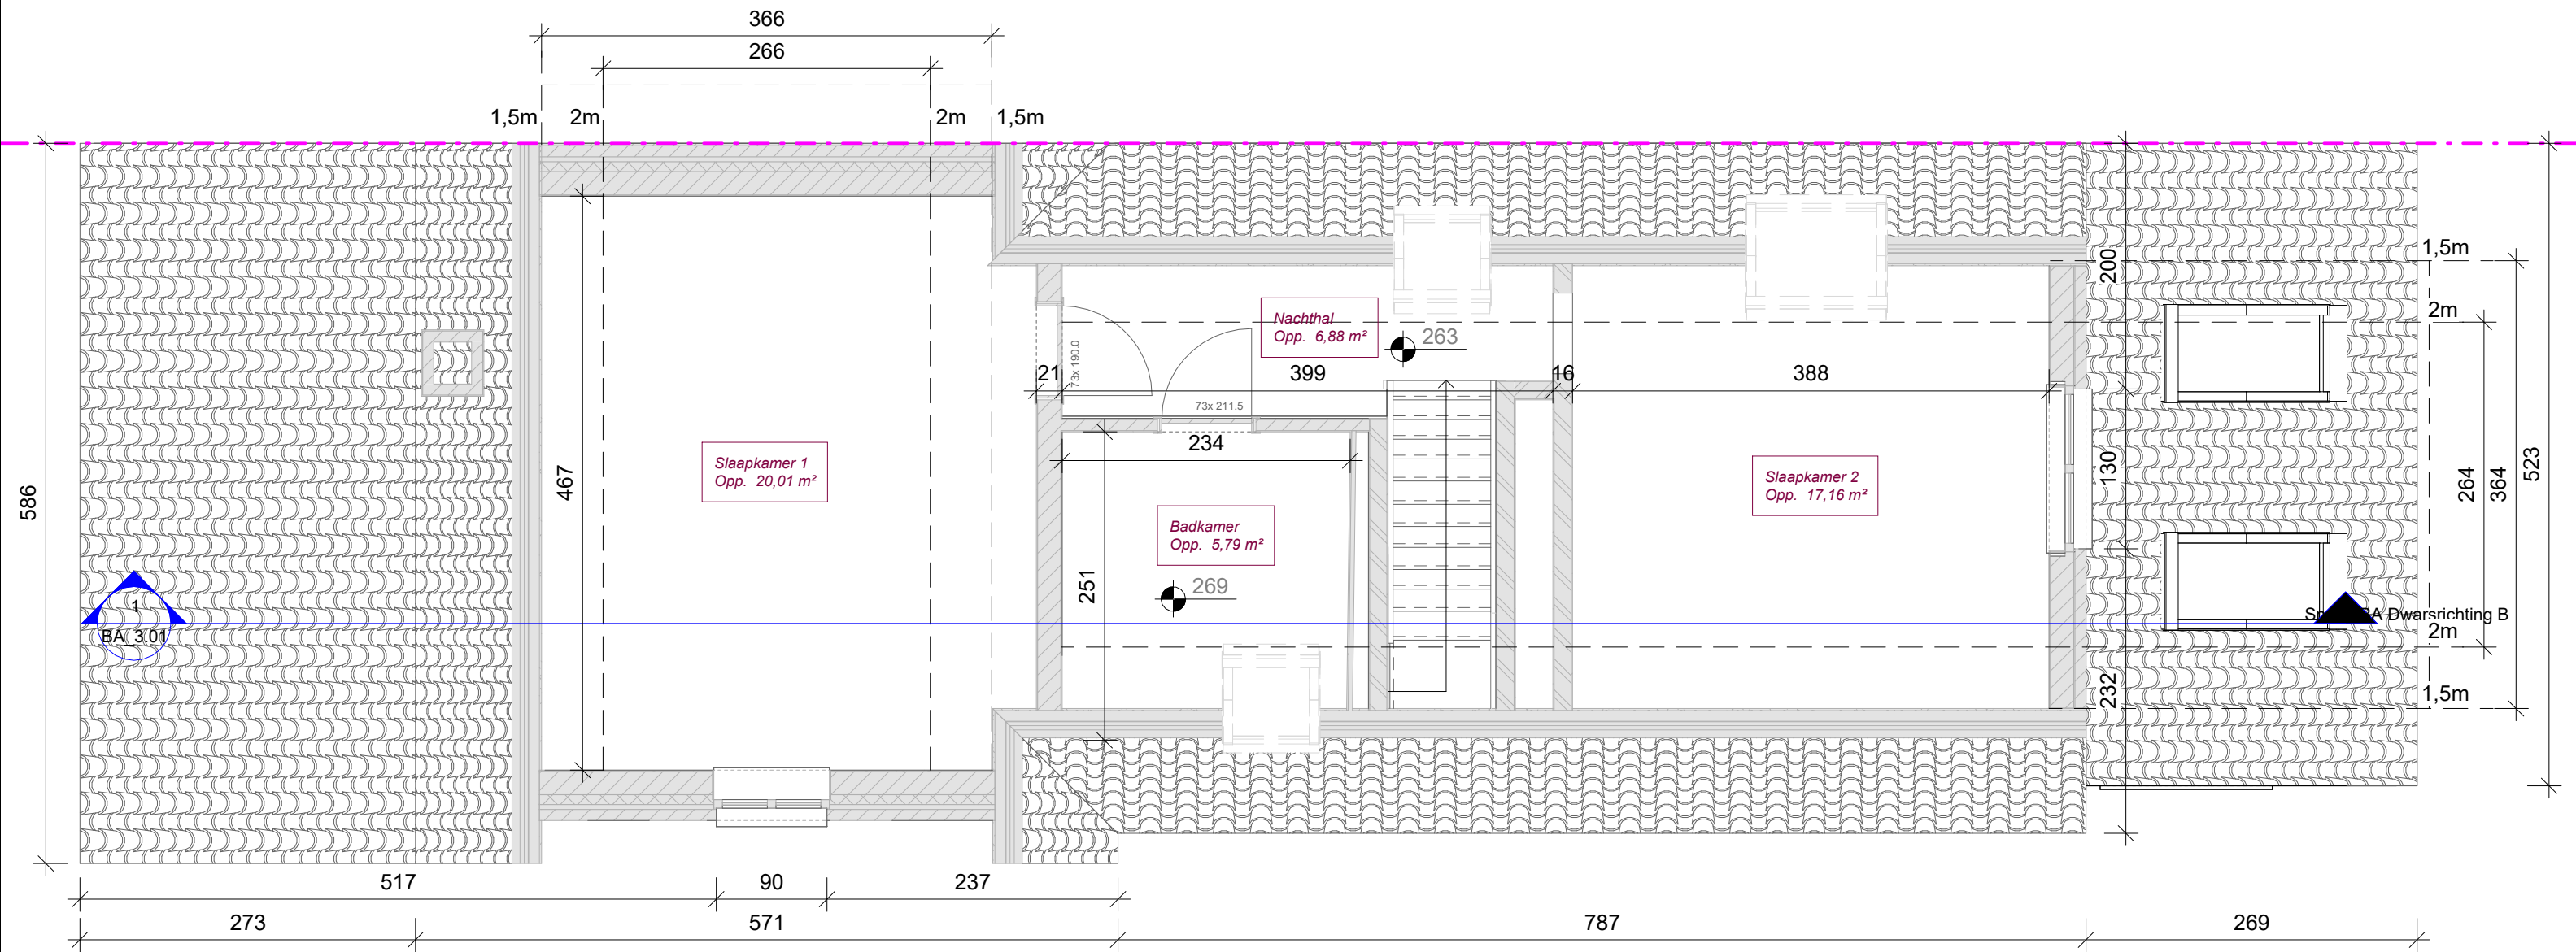 366
266
1,5m 2m 2m 1,5m
1,5m
200
2m
Nachthal
Opp. 6,88 m²
263
73x 190.0
21 399 16 388
73x 211.5
234
Slaapkamer 1
Opp. 20,01 m²
467
586
Slaapkamer 2
Opp. 17,16 m²
130
264
364
523
Badkamer
Opp. 5,79 m²
251
269
1
BA_3.01
A Dwarsrichting B
2m
232
1,5m
517 90 237
273 571 787 269